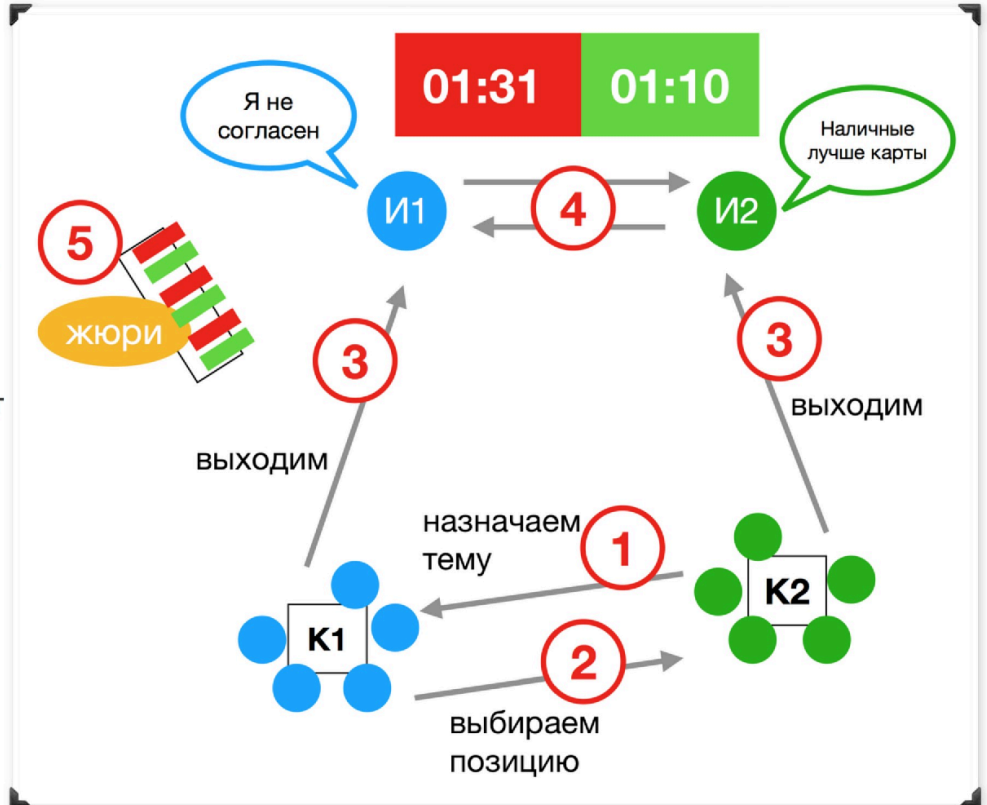 01:31
01:10
Я не
согласен
Наличные
лучше карты
И1
4
И2
5
жюри
3
выходим
3
выходим
назначаем
тему
1
К1
К2
2
выбираем
позицию